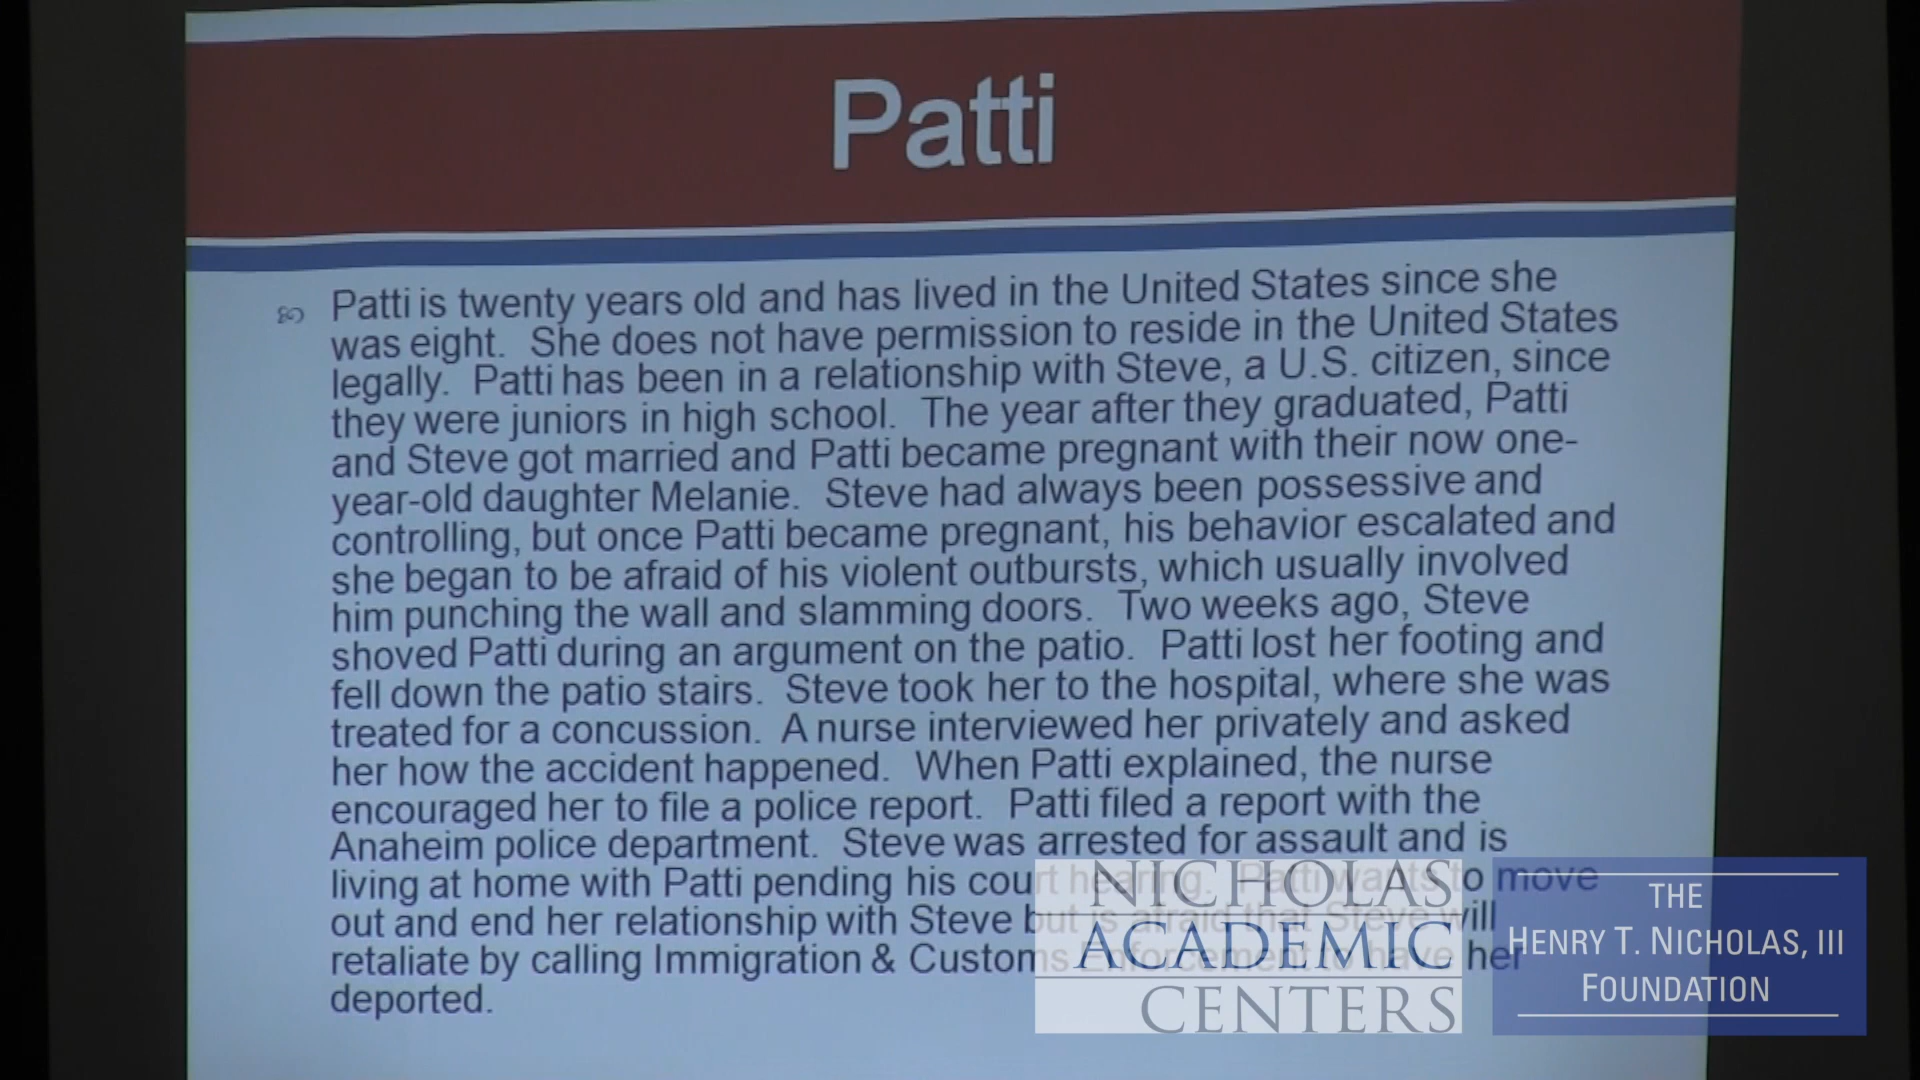 Patti
Patti is twenty years old and has lived in the United States since she
was eight. She does not have permission to reside in the United States
legally. Patti has been in a relationship with Steve, a U.S. citizen, since
they were juniors in high school. The year after they graduated, Patti
and Steve got married and Patti became pregnant with their now one-
year-old daughter Melanie. Steve had always been possessive and
controlling, but once Patti became pregnant, his behavior escalated and
she began to be afraid of his violent outbursts, which usually involved
him punching the wall and slamming doors. Two weeks ago, Steve
shoved Patti during an argument on the patio. Patti lost her footing and
fell down the patio stairs. Steve took her to the hospital, where she was
treated for a concussion. A nurse interviewed her privately and asked
her how the accident happened. When Patti explained, the nurse
encouraged her to file a police report. Patti filed a report with the
Anaheim police department. Steve was arrested for assault and is
living at home with Patti pending his court hearing. Patti wants to move
out and end her relationship with Steve but is afraid that Steve will
retaliate by calling Immigration & Customs Enforcement to have her
deported.
NICHOLAS
ACADEMIC
CENTERS
THE
HENRY T. NICHOLAS, III
FOUNDATION